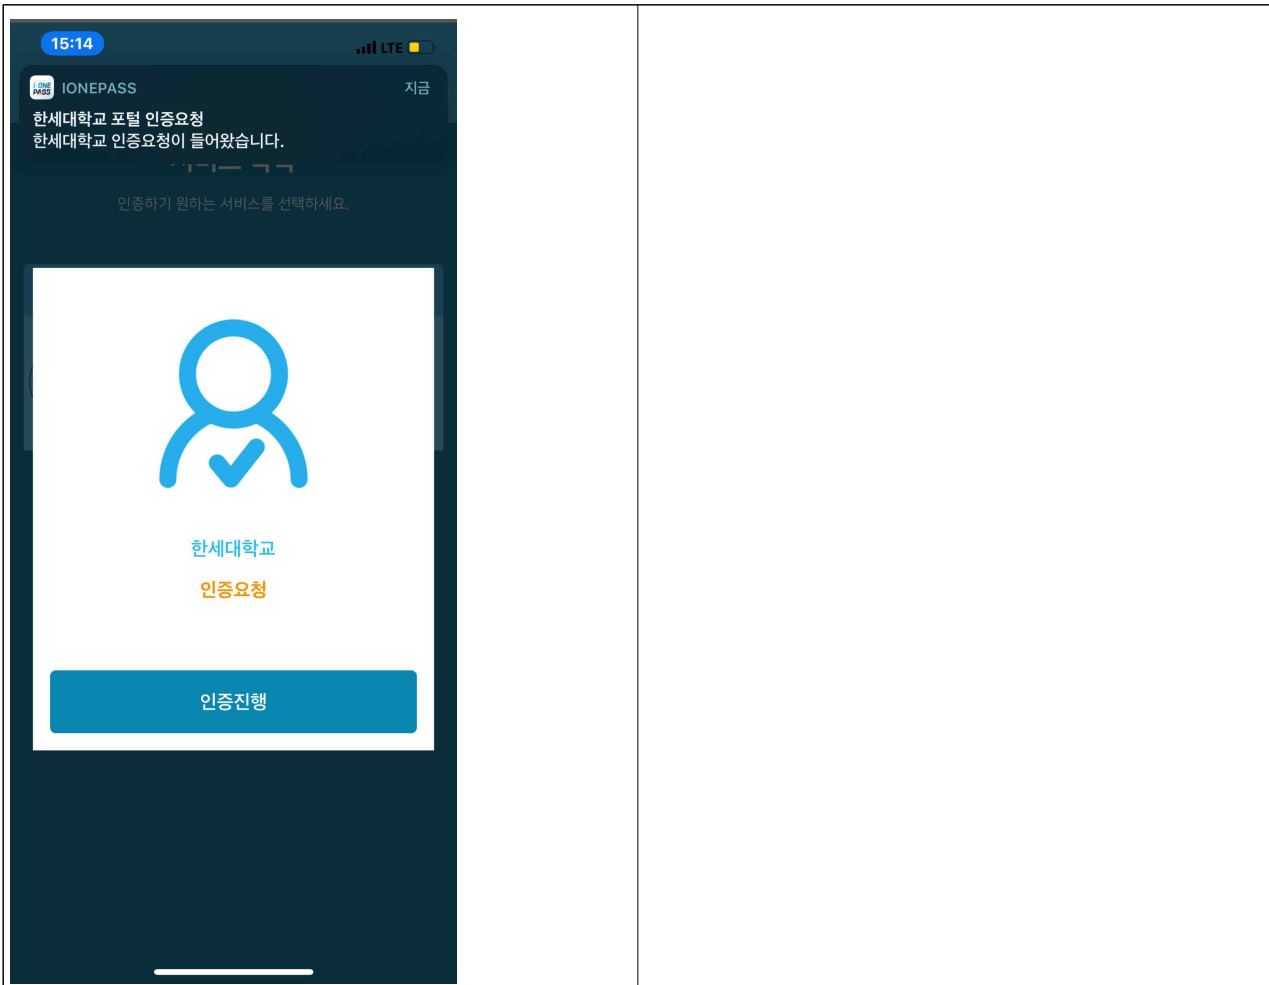 15:14
LTE
I-ONE
PASS
IONEPASS
지금
한세대학교 포털 인증요청
한세대학교 인증요청이 들어왔습니다.
인증하기 원하는 서비스를 선택하세요.
한세대학교
인증요청
인증진행